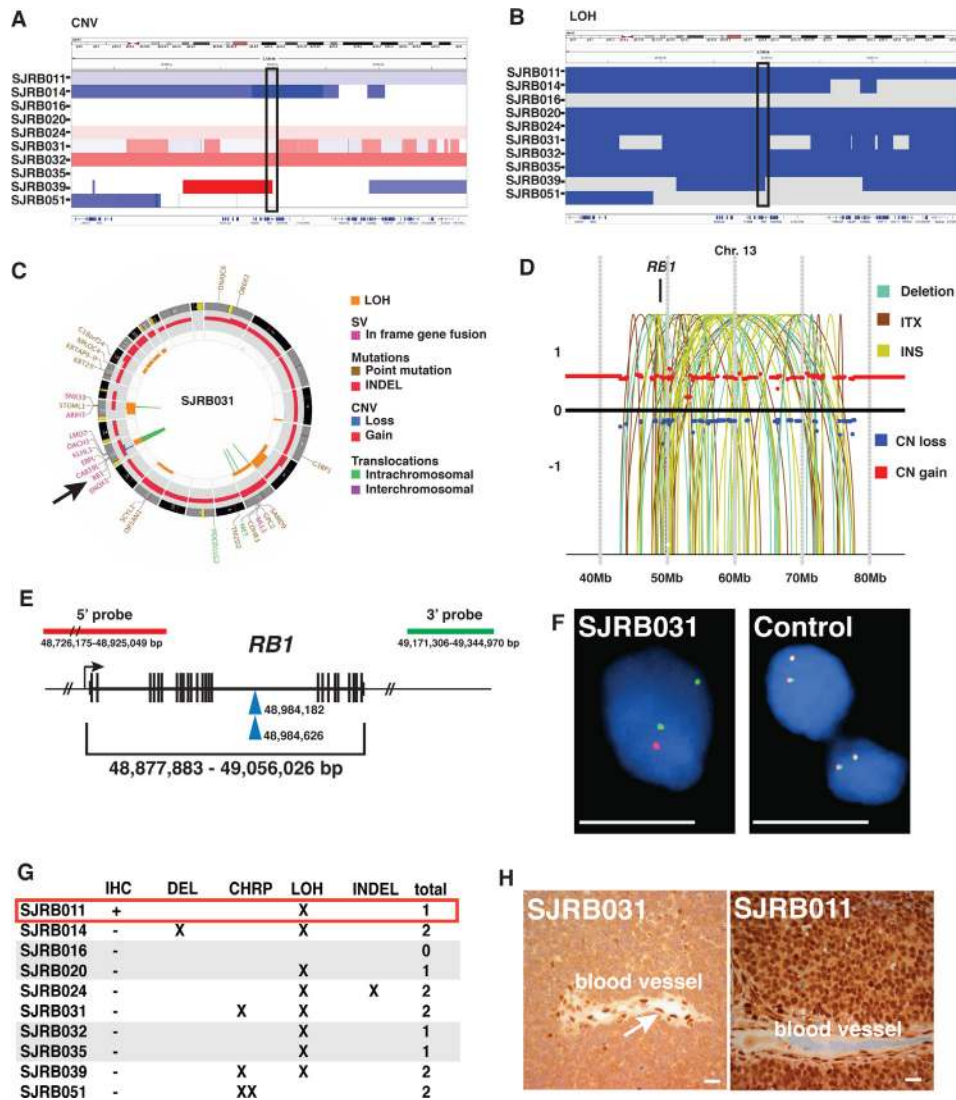 A
CNV
SJRB011
SJRB014
SJRB016
SJRB020
SJRB024
SJRB031
SJRB032
SJRB035
SJRB039
SJRB051
B
LOH
SJRB011
SJRB014
SJRB016
SJRB020
SJRB024
SJRB031
SJRB032
SJRB035
SJRB039
SJRB051
C
SJRB031
LOH
SV
In frame gene fusion
Mutations
Point mutation
INDEL
CNV
Loss
Gain
Translocations
Intrachromosomal
Interchromosomal
D
Chr. 13
RB1
Deletion
ITX
INS
1
0
-1
CN loss
CN gain
40Mb 50Mb 60Mb 70Mb 80Mb
E
5' probe
48,726,175-48,925,049 bp
RB1
3' probe
49,171,306-49,344,970 bp
48,984,182
48,984,626
48,877,883 - 49,056,026 bp
F
SJRB031
Control
G
IHC DEL CHRP LOH INDEL total
SJRB011 + X 1
SJRB014 - X X 2
SJRB016 - 0
SJRB020 - X 1
SJRB024 - X X 2
SJRB031 - X X 2
SJRB032 - X 1
SJRB035 - X 1
SJRB039 - X X 2
SJRB051 - XX 2
H
SJRB031
blood vessel
SJRB011
blood vessel